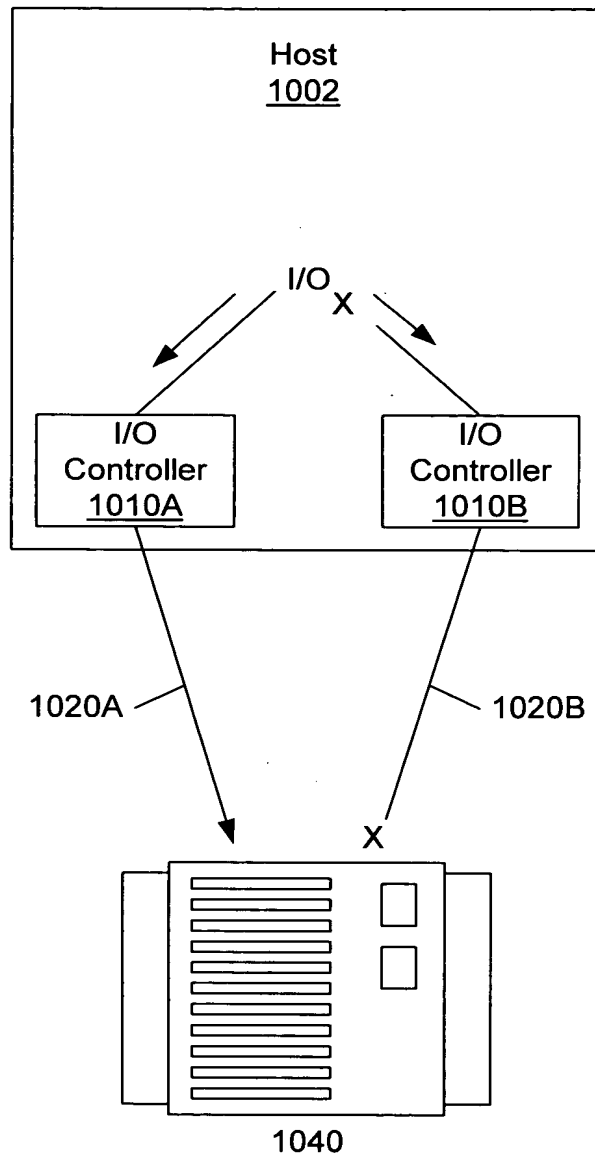 Host
1002
I/O
X
I/O
Controller
1010A
I/O
Controller
1010B
1020A
1020B
X
1040